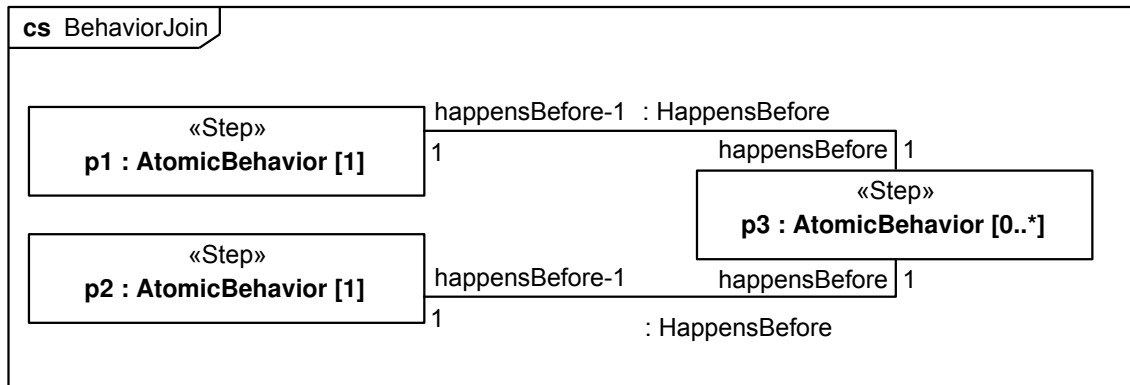 cs BehaviorJoin
happensBefore-1 : HappensBefore
«Step»
p1 : AtomicBehavior [1]
1
happensBefore 1
«Step»
p3 : AtomicBehavior [0..*]
«Step»
p2 : AtomicBehavior [1]
happensBefore-1
happensBefore 1
1
: HappensBefore